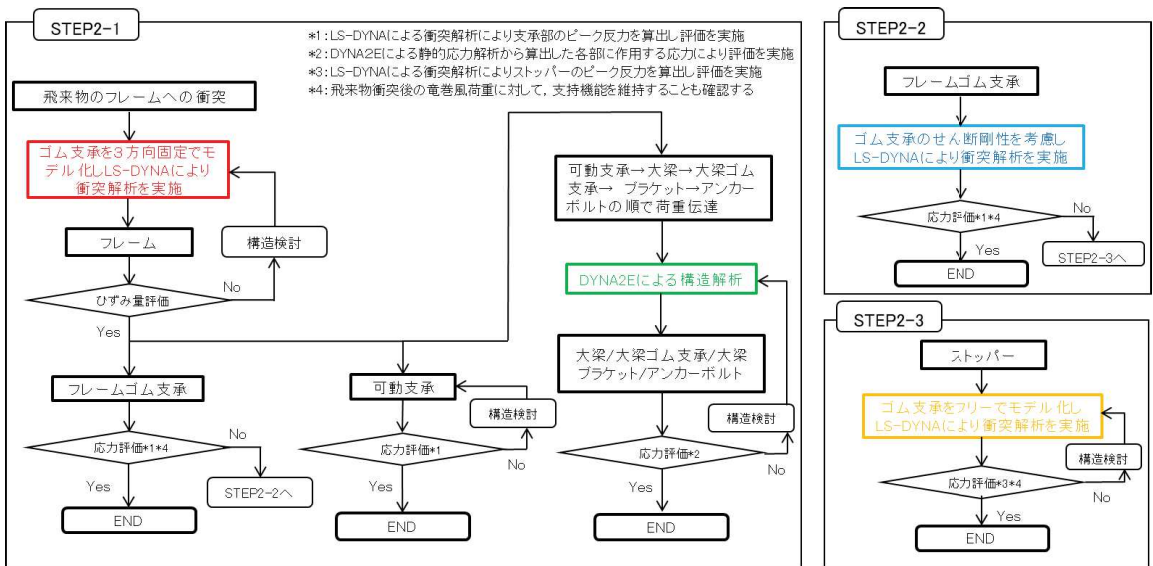 STEP2-1
*1:LS-DYNAによる衝突解析により支承部のピーク反力を算出し評価を実施
*2:DYNA2Eによる静的応力解析から算出した各部に作用する応力により評価を実施
*3:LS-DYNAによる衝突解析によりストッパーのピーク反力を算出し評価を実施
*4:飛来物衝突後の竜巻風荷重に対して,支持機能を維持することも確認する
飛来物のフレームへの衝突
ゴム支承を3方向固定でモ
デル化しLS-DYNAにより
衝突解析を実施
フレーム
構造検討
ひずみ量評価
No
Yes
フレームゴム支承
応力評価*1*4
No
STEP2-2へ
Yes
END
可動支承
構造検討
応力評価*1
No
Yes
END
可動支承→大梁→大梁ゴム
支承→ ブラケット→アンカー
ボルトの順で荷重伝達
DYNA2Eによる構造解析
大梁/大梁ゴム支承/大梁
ブラケット/アンカーボルト
構造検討
応力評価*2
No
Yes
END
STEP2-2
フレームゴム支承
ゴム支承のせん断剛性を考慮し
LS-DYNAにより衝突解析を実施
応力評価*1*4
No
STEP2-3へ
Yes
END
STEP2-3
ストッパー
ゴム支承をフリーでモデル化し
LS-DYNAにより衝突解析を実施
構造検討
応力評価*3*4
No
Yes
END